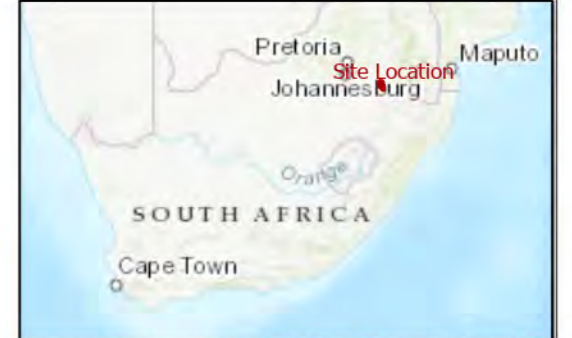 Pretoria
Maputo
Site Location
Johannesburg
Orange
SOUTH AFRICA
Cape Town